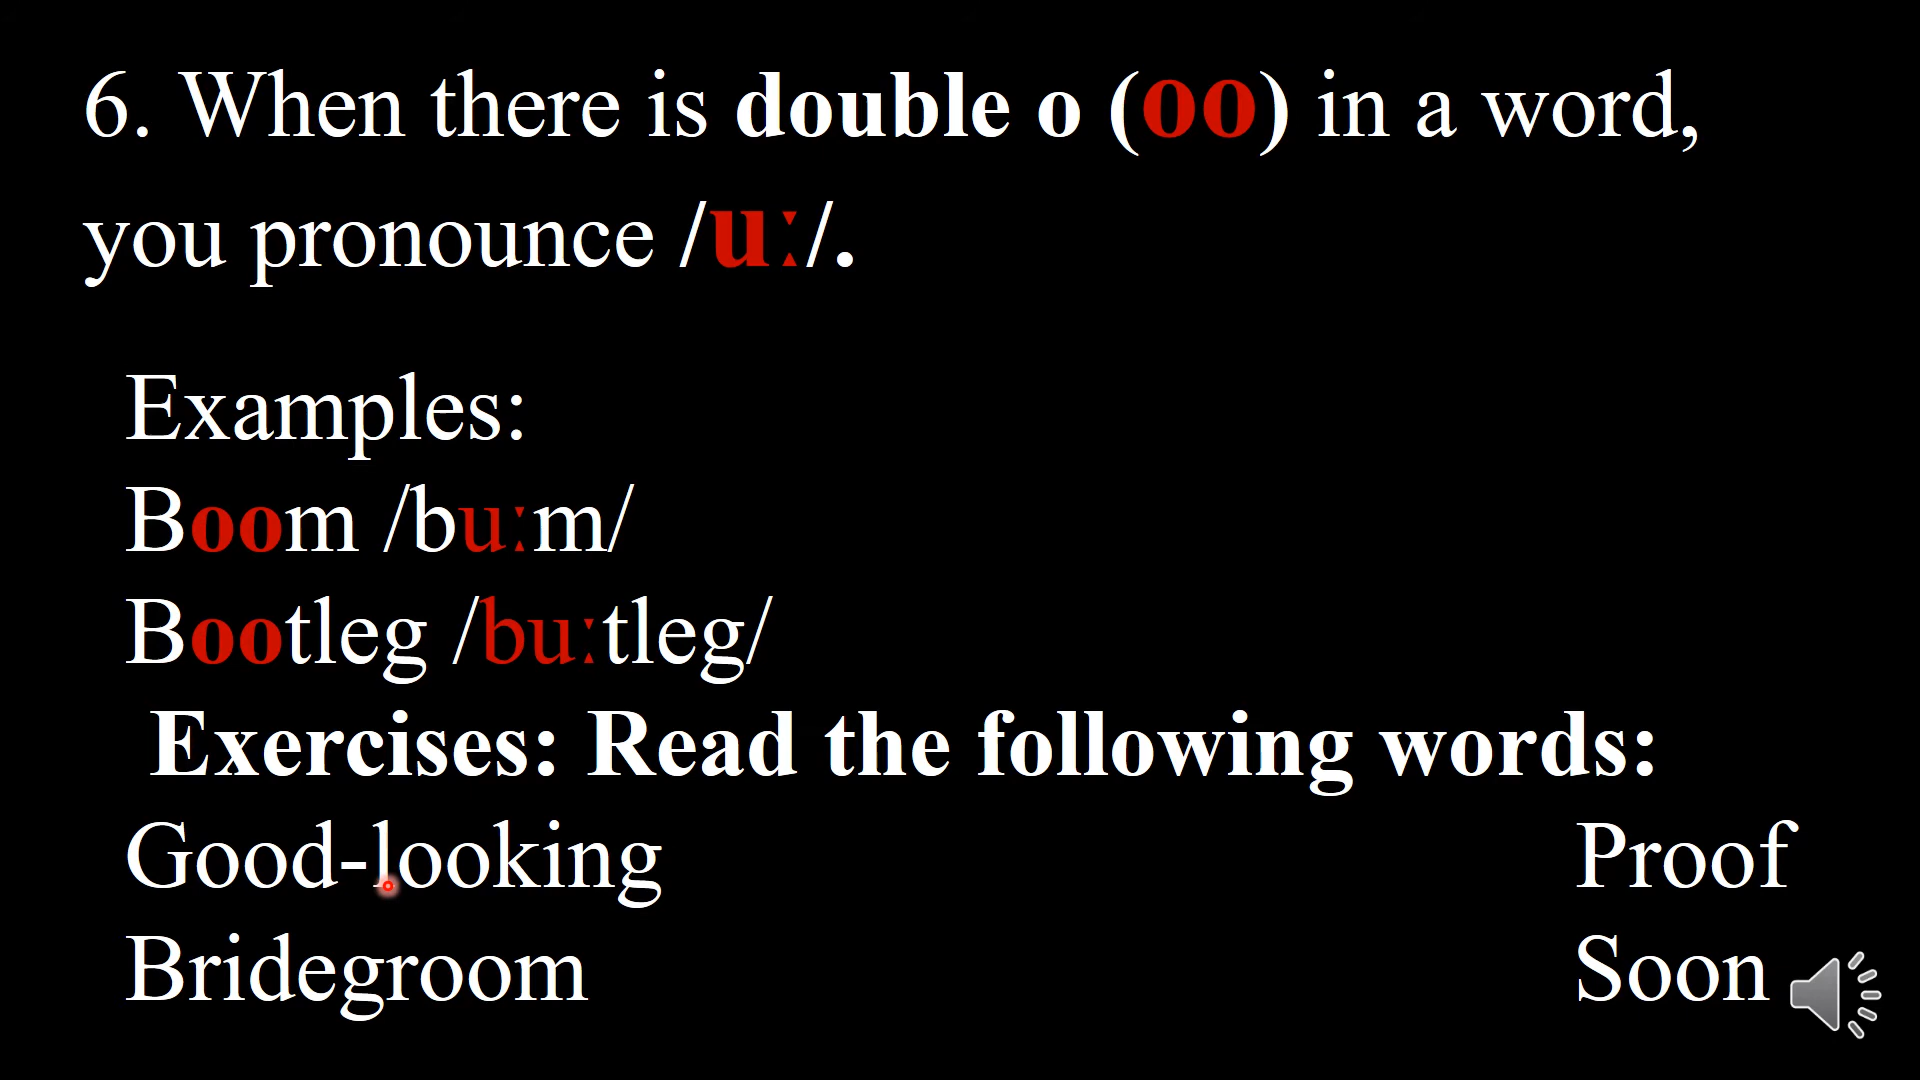 6. When there is double o (oo) in a word,
you pronounce /uː/.
Examples:
Boom /buːm/
Bootleg /buːtleg/
Exercises: Read the following words:
Good-looking Proof
Bridegroom Soon